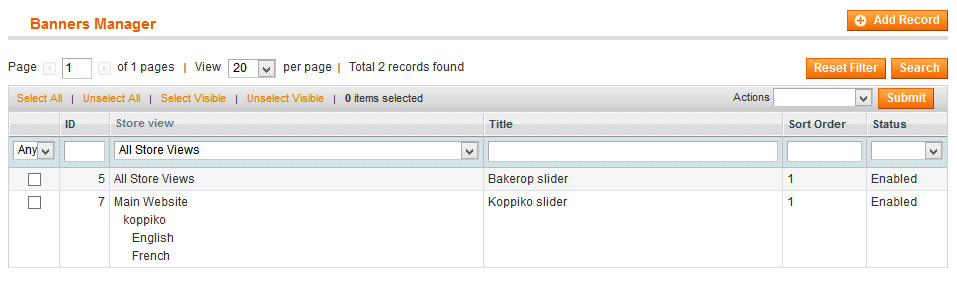 Banners Manager
Add Record
Page 1 of 1 pages | View 20 per page | Total 2 records found
Reset Filter Search
Select All | Unselect All | Select Visible | Unselect Visible | 0 items selected
Actions Submit
ID Store view Title Sort Order Status
Any All Store Views
5 All Store Views Bakerop slider 1 Enabled
7 Main Website Koppiko slider 1 Enabled
koppiko
English
French